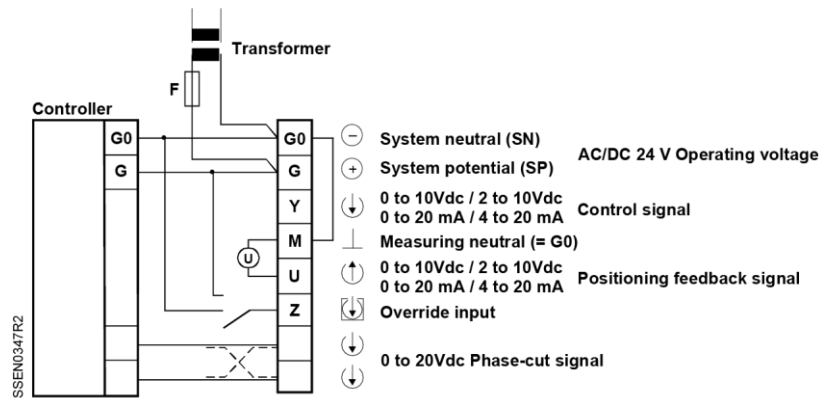 Transformer
F
Controller
G0
G0
System neutral (SN)
AC/DC 24 V Operating voltage
G
G
System potential (SP)
Y
0 to 10Vdc / 2 to 10Vdc
0 to 20 mA / 4 to 20 mA
Control signal
M
Measuring neutral (= G0)
U
U
0 to 10Vdc / 2 to 10Vdc
0 to 20 mA / 4 to 20 mA
Positioning feedback signal
Z
Override input
0 to 20Vdc Phase-cut signal
SSEN0347R2